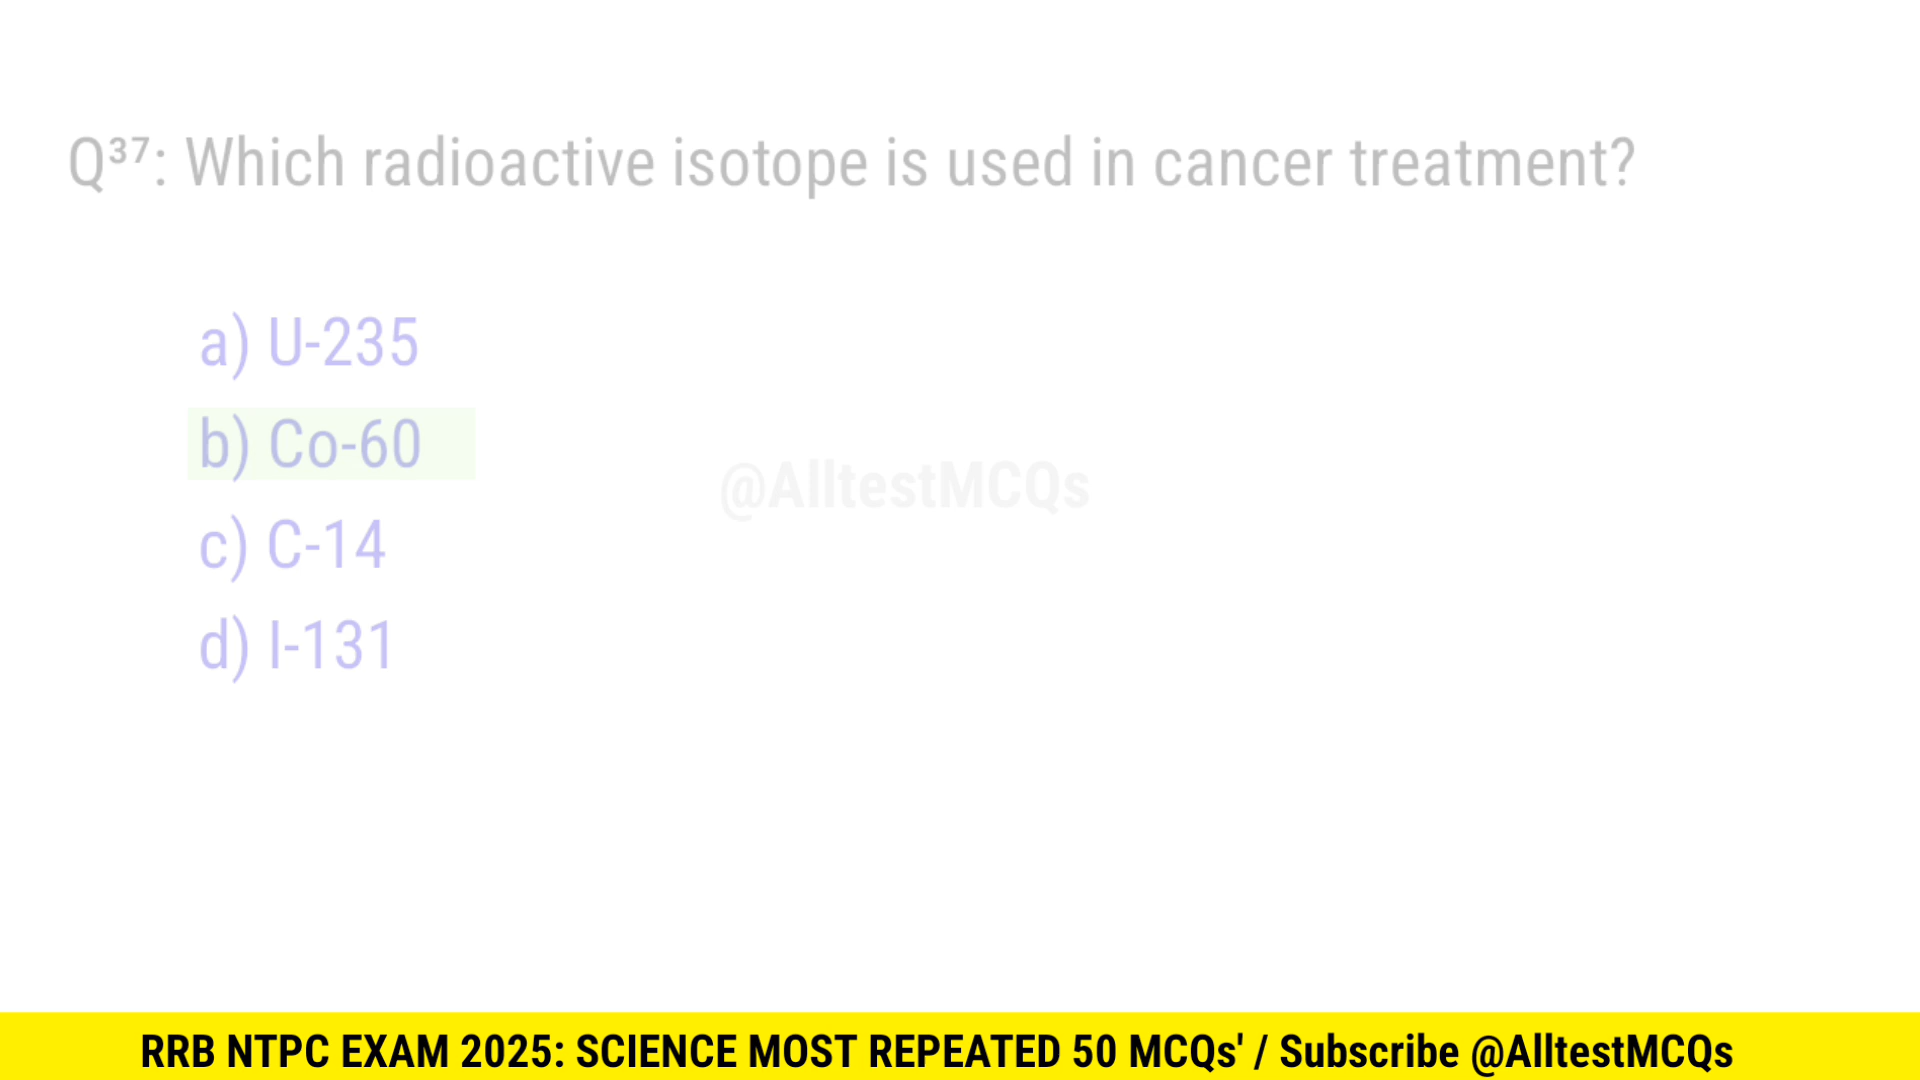 Q³⁷: Which radioactive isotope is used in cancer treatment?
a) U-235
b) Co-60
@AlltestMCQs
c) C-14
d) I-131
RRB NTPC EXAM 2025: SCIENCE MOST REPEATED 50 MCQs' / Subscribe @AlltestMCQs